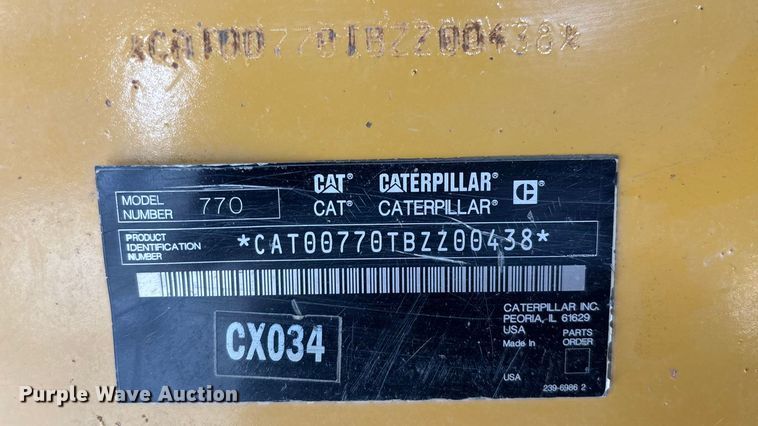 *CAT00770TBZZ00438*
CAT® CATERPILLAR® C®
MODEL NUMBER 770
CAT® CATERPILLAR®
PRODUCT IDENTIFICATION NUMBER *CAT00770TBZZ00438*
CX034
CATERPILLAR INC.
PEORIA, IL 61629
USA
Made in
PARTS ORDER
USA
239-6986 2
Purple Wave Auction